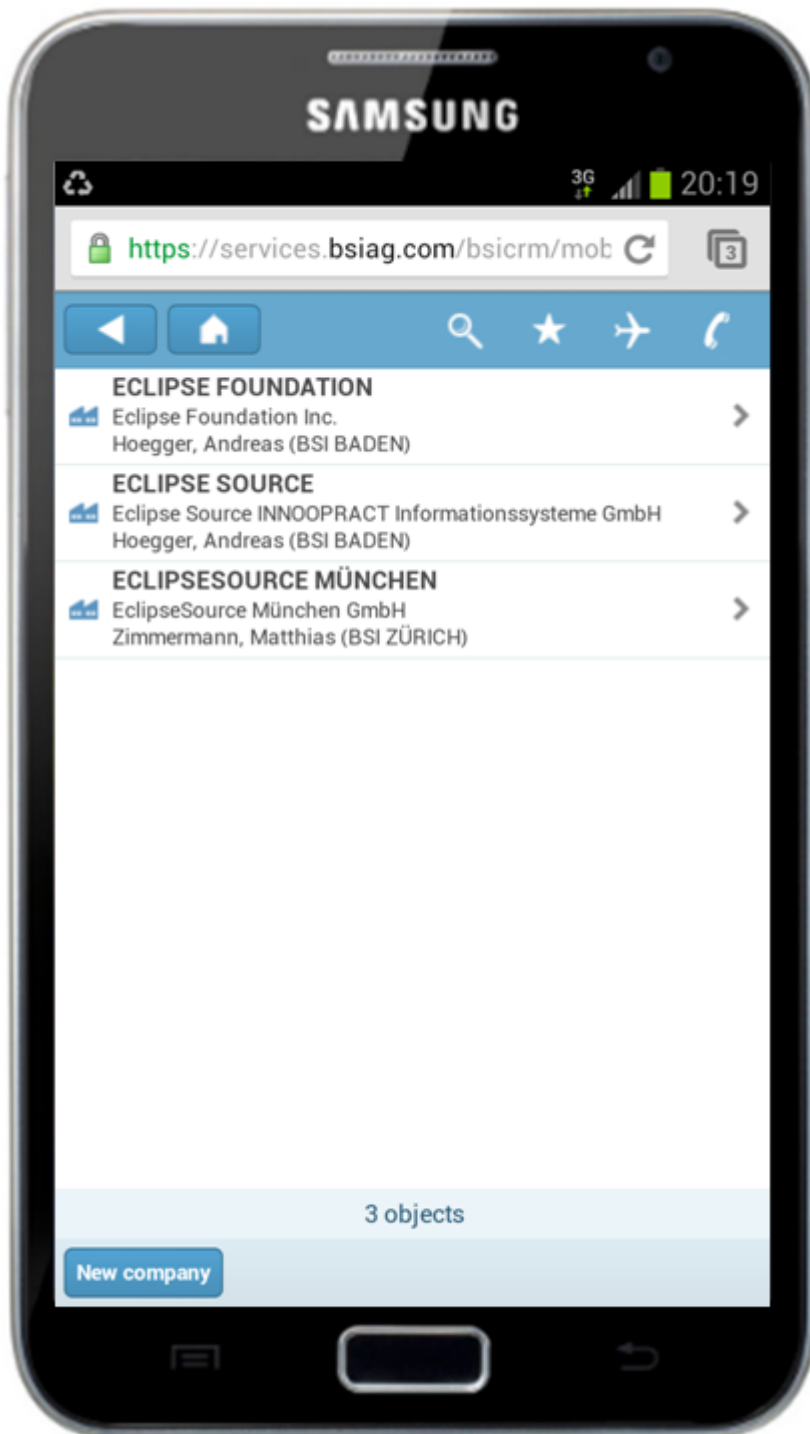 SAMSUNG
3G
20:19
https://services.bsiag.com/bsicrm/mob
3
ECLIPSE FOUNDATION
Eclipse Foundation Inc.
Hoegger, Andreas (BSI BADEN)
ECLIPSE SOURCE
Eclipse Source INNOOPRACT Informationssysteme GmbH
Hoegger, Andreas (BSI BADEN)
ECLIPSESOURCE MÜNCHEN
EclipseSource München GmbH
Zimmermann, Matthias (BSI ZÜRICH)
3 objects
New company